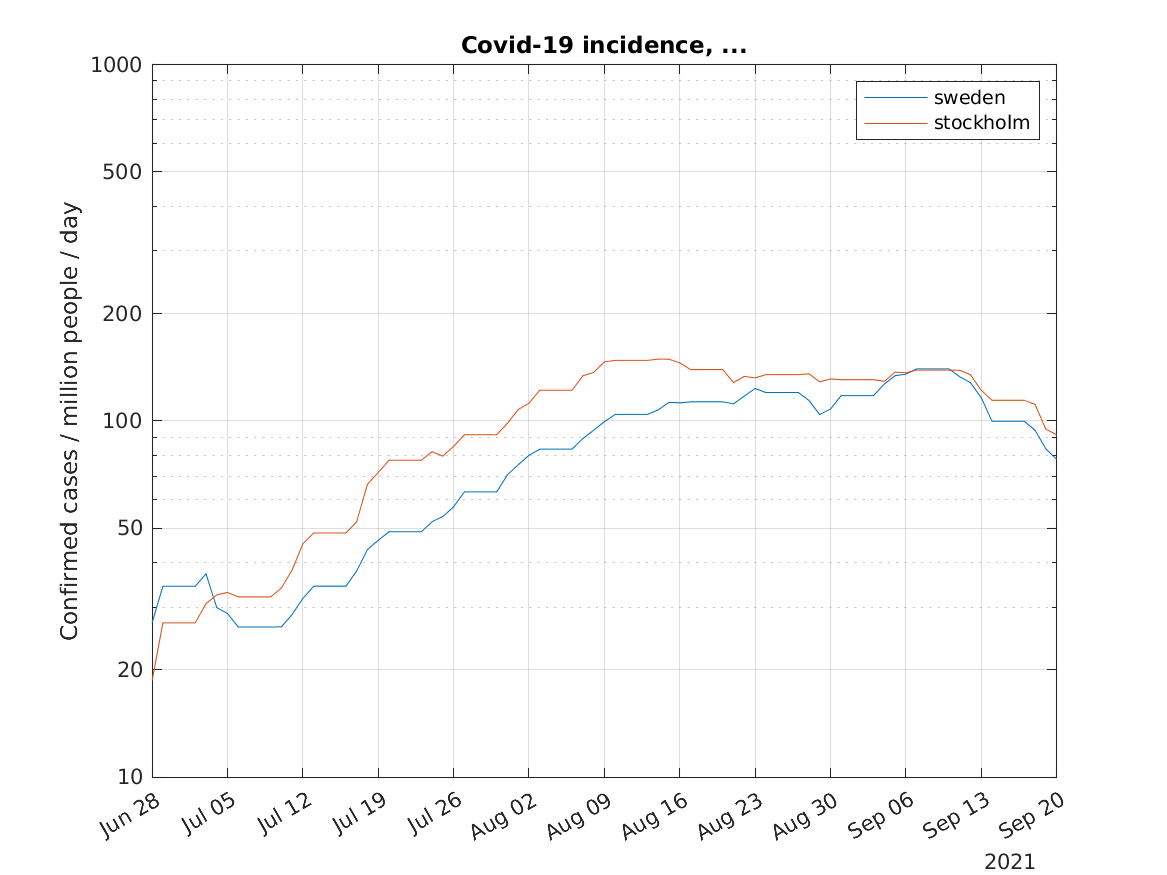 Covid-19 incidence, ...
1000
500
200
100
50
20
10
Confirmed cases / million people / day
sweden
stockholm
Jun 28
Jul 05
Jul 12
Jul 19
Jul 26
Aug 02
Aug 09
Aug 16
Aug 23
Aug 30
Sep 06
Sep 13
Sep 20
2021